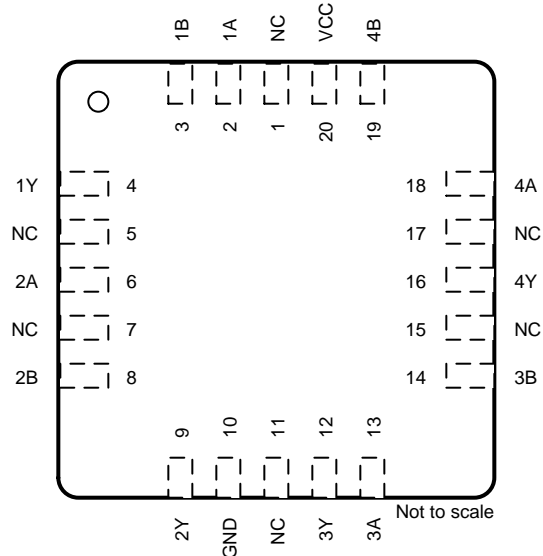 1B 1A NC VCC 4B
3 2 1 20 19
1Y 4 18 4A
NC 5 17 NC
2A 6 16 4Y
NC 7 15 NC
2B 8 14 3B
9 10 11 12 13
2Y GND NC 3Y 3A
Not to scale